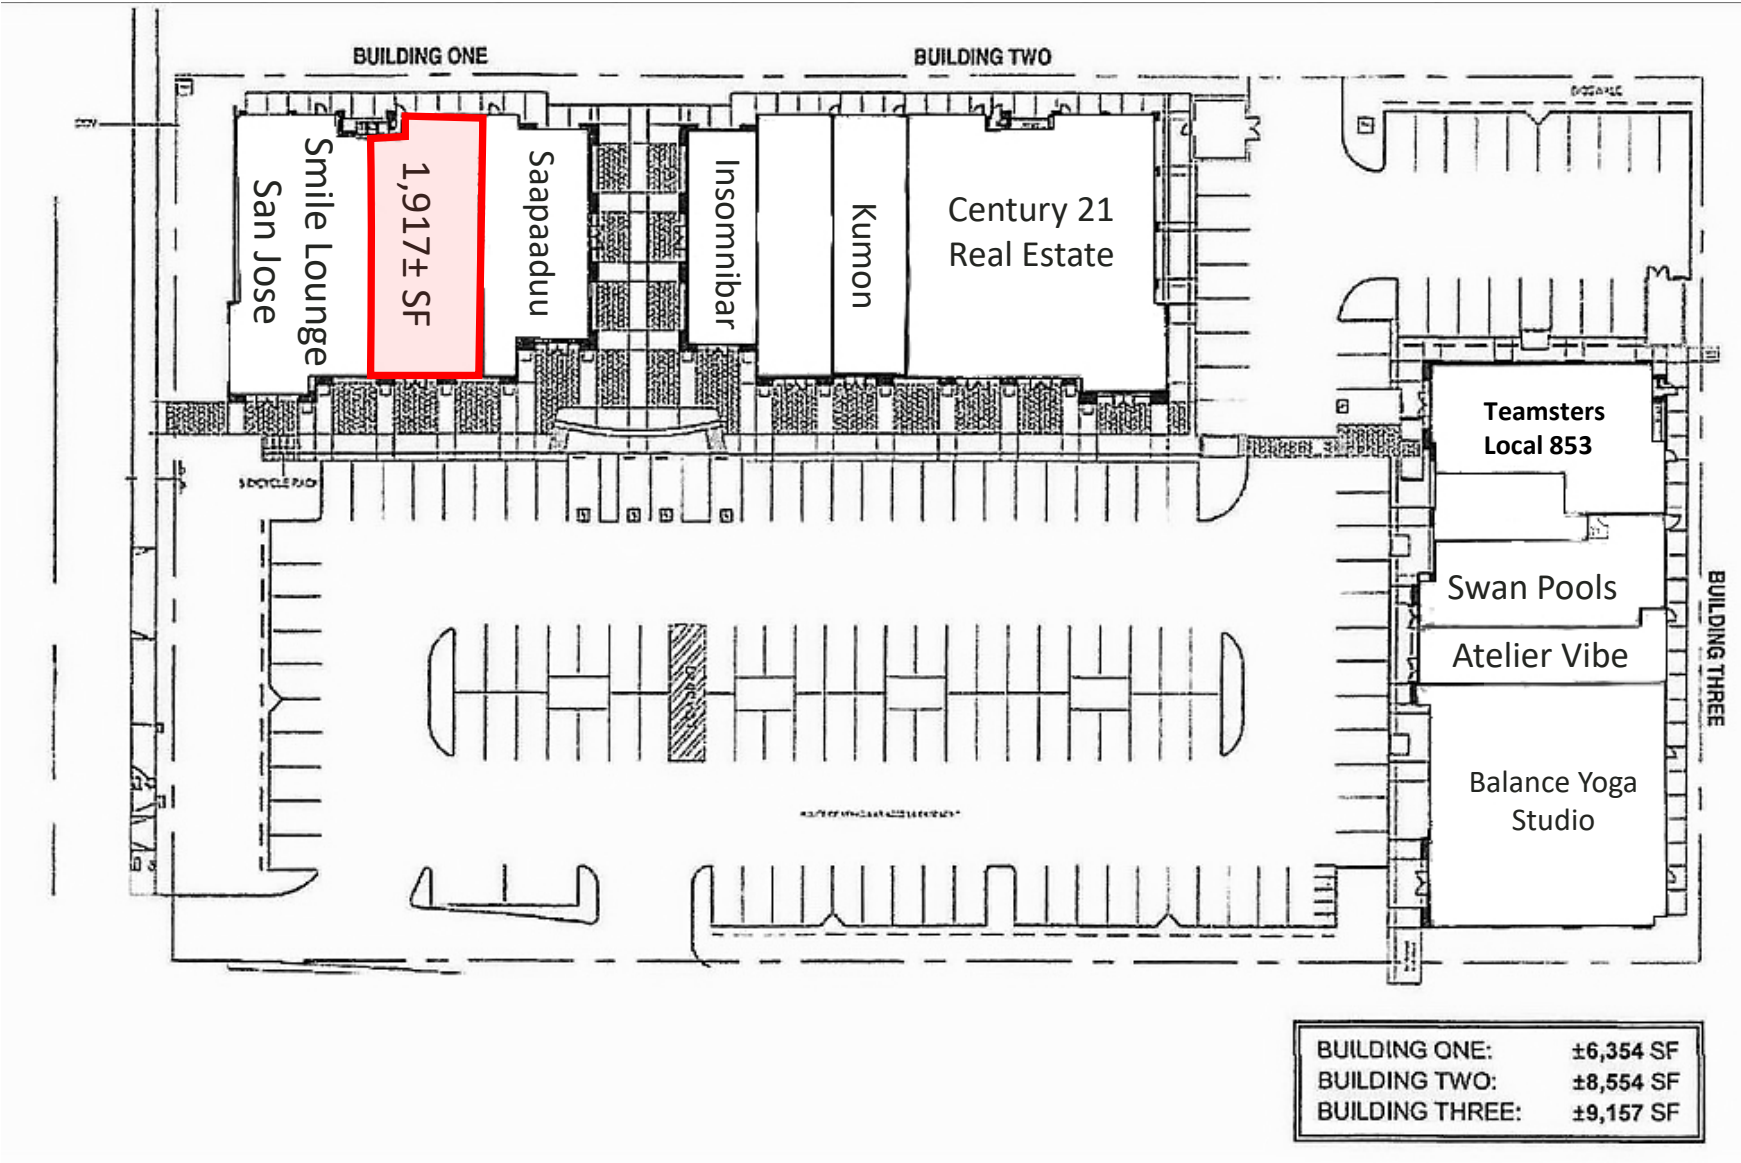 BUILDING ONE
BUILDING TWO
Smile Lounge
San Jose
1,917± SF
Saapaaduu
Insomnibar
Kumon
Century 21
Real Estate
Teamsters
Local 853
BICYCLE RACK
Swan Pools
Atelier Vibe
BUILDING THREE
Balance Yoga
Studio
BUILDING ONE: ±6,354 SF
BUILDING TWO: ±8,554 SF
BUILDING THREE: ±9,157 SF